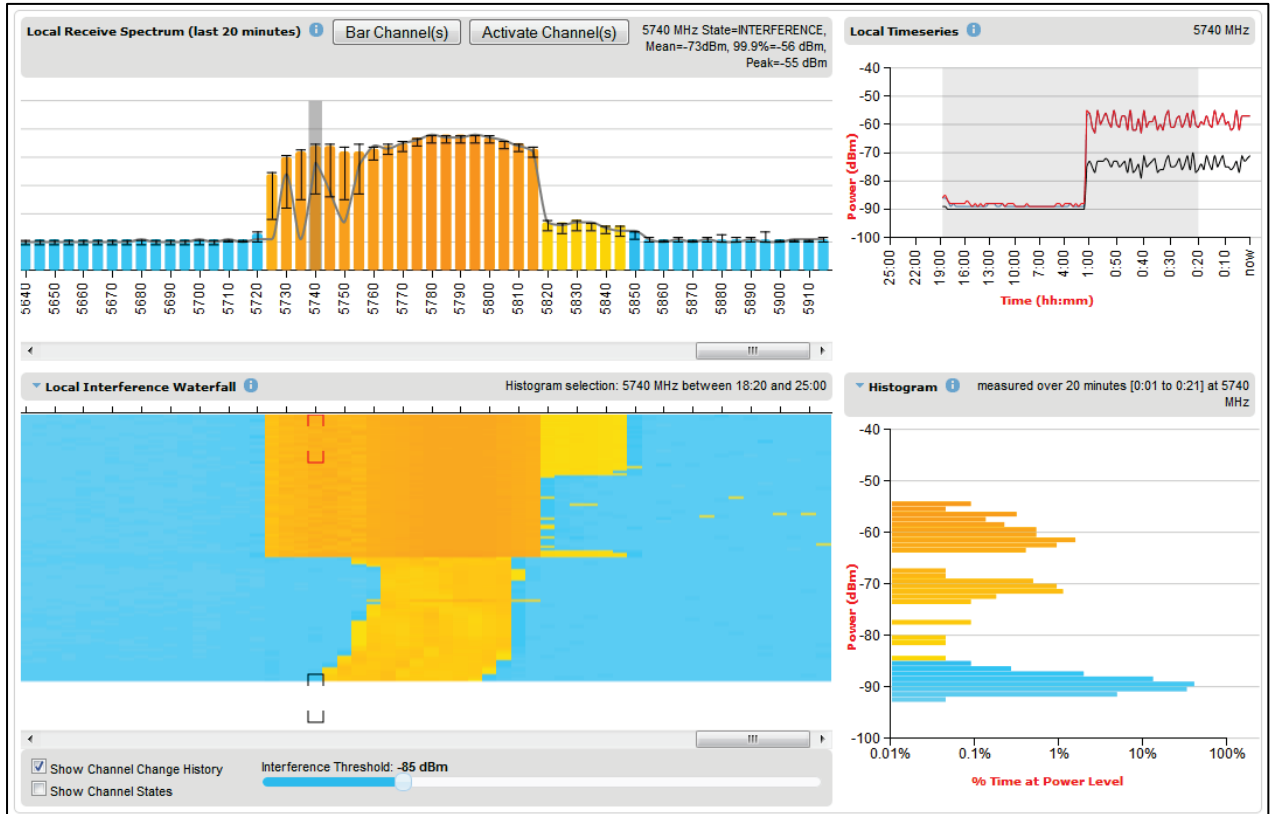 Local Receive Spectrum (last 20 minutes) i Bar Channel(s) Activate Channel(s)
5740 MHz State=INTERFERENCE,
Mean=-73dBm, 99.9%=-56 dBm,
Peak=-55 dBm
5640 5650 5660 5670 5680 5690 5700 5710 5720 5730 5740 5750 5760 5770 5780 5790 5800 5810 5820 5830 5840 5850 5860 5870 5880 5890 5900 5910
Local Timeseries i 5740 MHz
Power (dBm)
-40
-50
-60
-70
-80
-90
-100
25:00 22:00 19:00 16:00 13:00 10:00 7:00 4:00 1:00 0:50 0:40 0:30 0:20 0:10 now
Time (hh:mm)
Local Interference Waterfall i Histogram selection: 5740 MHz between 18:20 and 25:00
Show Channel Change History
Show Channel States
Interference Threshold: -85 dBm
Histogram i measured over 20 minutes [0:01 to 0:21] at 5740
MHz
Power (dBm)
-40
-50
-60
-70
-80
-90
-100
0.01% 0.1% 1% 10% 100%
% Time at Power Level